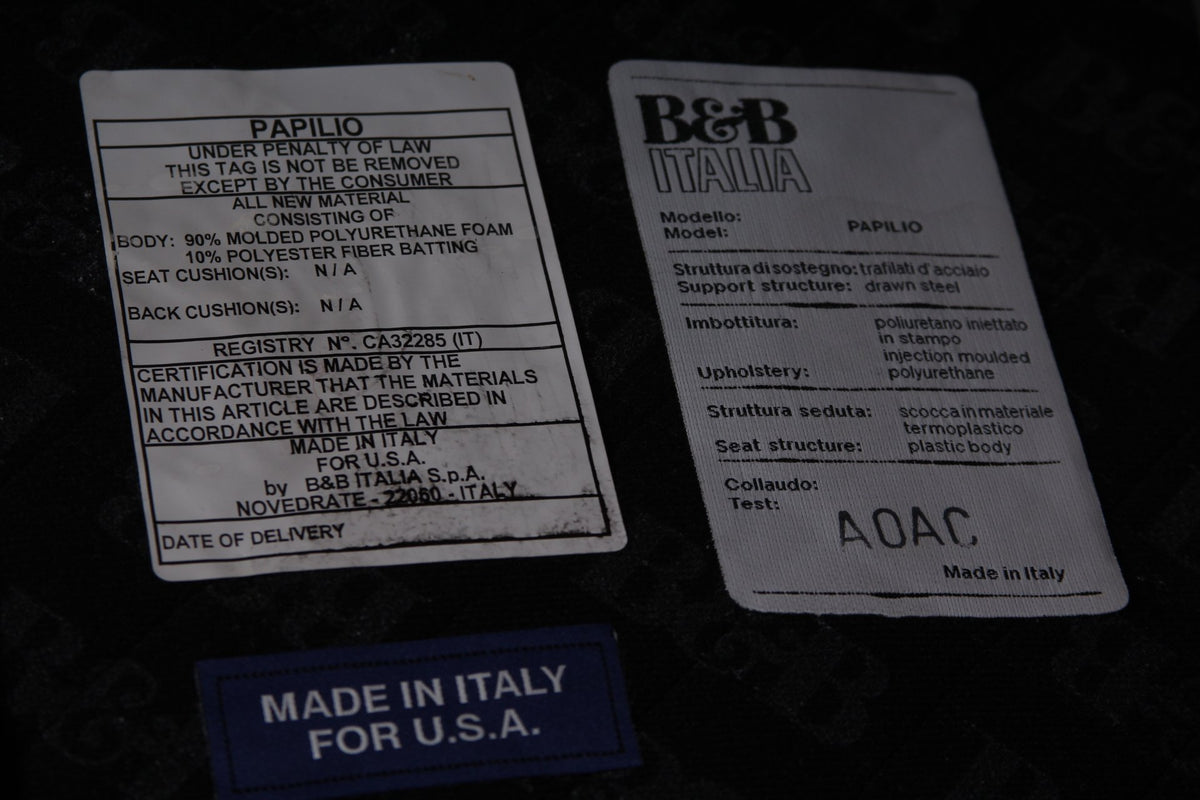 PAPILIO
UNDER PENALTY OF LAW
THIS TAG IS NOT BE REMOVED
EXCEPT BY THE CONSUMER
ALL NEW MATERIAL
CONSISTING OF
BODY: 90% MOLDED POLYURETHANE FOAM
10% POLYESTER FIBER BATTING
SEAT CUSHION(S): N / A
BACK CUSHION(S): N / A
REGISTRY Nº. CA32285 (IT)
CERTIFICATION IS MADE BY THE
MANUFACTURER THAT THE MATERIALS
IN THIS ARTICLE ARE DESCRIBED IN
ACCORDANCE WITH THE LAW
MADE IN ITALY
FOR U.S.A.
by B&B ITALIA S.p.A.
NOVEDRATE - 22060 - ITALY
DATE OF DELIVERY
B&B
ITALIA
Modello:
Model: PAPILIO
Struttura di sostegno: trafilati d'acciaio
Support structure: drawn steel
Imbottitura: poliuretano iniettato
in stampo
injection moulded
Upholstery: polyurethane
Struttura seduta: scocca in materiale
termoplastico
Seat structure: plastic body
Collaudo:
Test:
AOAC
Made in Italy
MADE IN ITALY
FOR U.S.A.